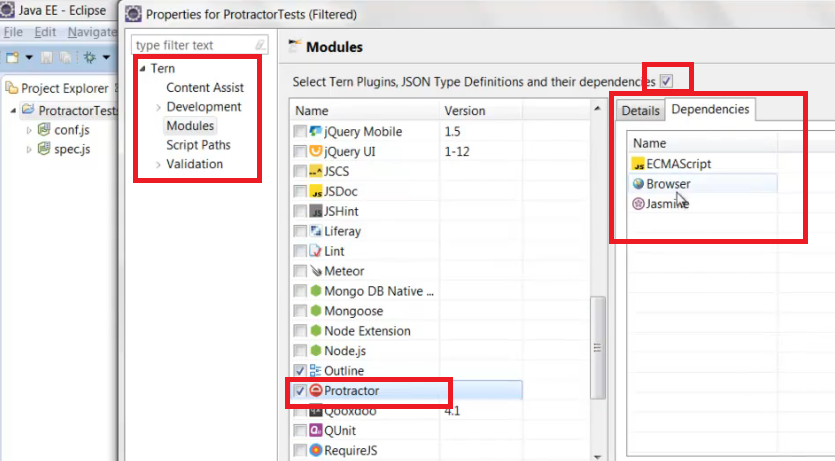 Java EE - Eclipse
File Edit Navigate
Project Explorer
ProtractorTests
conf.js
spec.js
Properties for ProtractorTests (Filtered)
type filter text
Tern
Content Assist
Development
Modules
Script Paths
Validation
Modules
Select Tern Plugins, JSON Type Definitions and their dependencies
Name Version
jQuery Mobile 1.5
jQuery UI 1-12
JSCS
JSDoc
JSHint
Liferay
Lint
Meteor
Mongo DB Native ...
Mongoose
Node Extension
Node.js
Outline
Protractor
Qooxdoo 4.1
QUnit
RequireJS
Details Dependencies
Name
ECMAScript
Browser
Jasmine